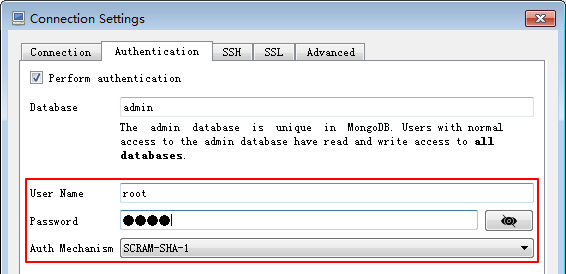 Connection Settings
Connection Authentication SSH SSL Advanced
Perform authentication
Database admin
The admin database is unique in MongoDB. Users with normal
access to the admin database have read and write access to all
databases.
User Name root
Password ●●●●
Auth Mechanism SCRAM-SHA-1